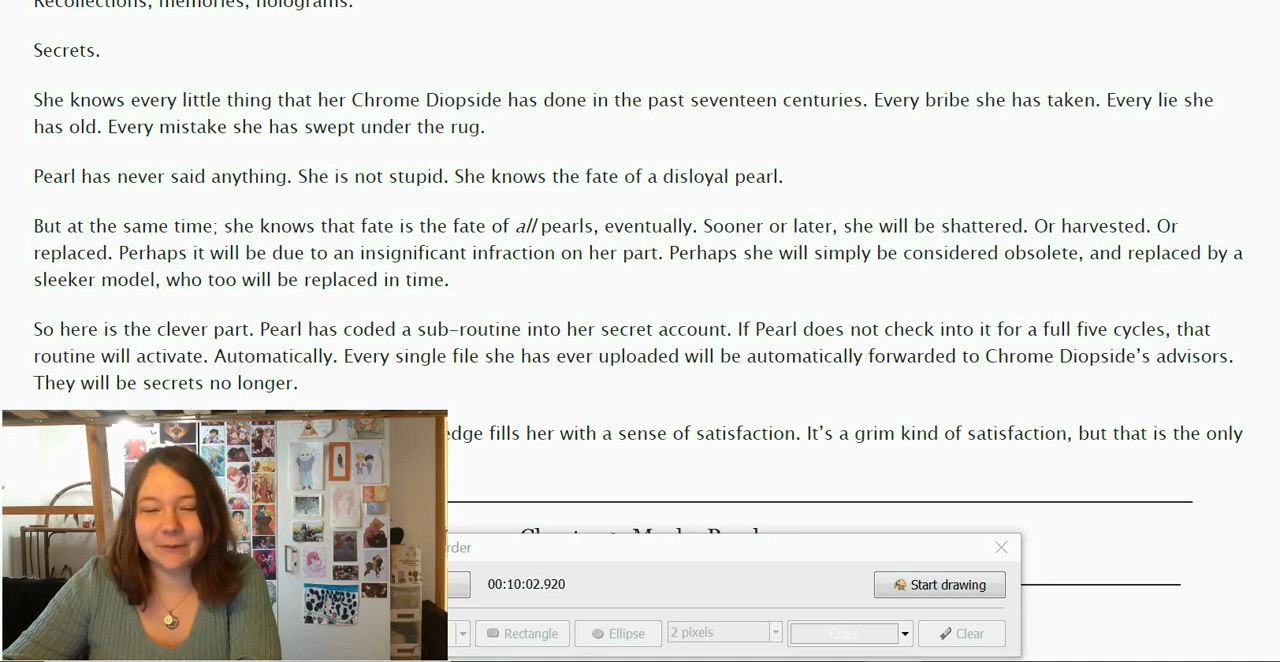 Recollections, memories, holograms.
Secrets.
She knows every little thing that her Chrome Diopside has done in the past seventeen centuries. Every bribe she has taken. Every lie she
has old. Every mistake she has swept under the rug.
Pearl has never said anything. She is not stupid. She knows the fate of a disloyal pearl.
But at the same time; she knows that fate is the fate of all pearls, eventually. Sooner or later, she will be shattered. Or harvested. Or
replaced. Perhaps it will be due to an insignificant infraction on her part. Perhaps she will simply be considered obsolete, and replaced by a
sleeker model, who too will be replaced in time.
So here is the clever part. Pearl has coded a sub-routine into her secret account. If Pearl does not check into it for a full five cycles, that
routine will activate. Automatically. Every single file she has ever uploaded will be automatically forwarded to Chrome Diopside's advisors.
They will be secrets no longer.
edge fills her with a sense of satisfaction. It's a grim kind of satisfaction, but that is the only
rder
00:10:02.920
Start drawing
Rectangle
Ellipse
2 pixels
Color
Clear